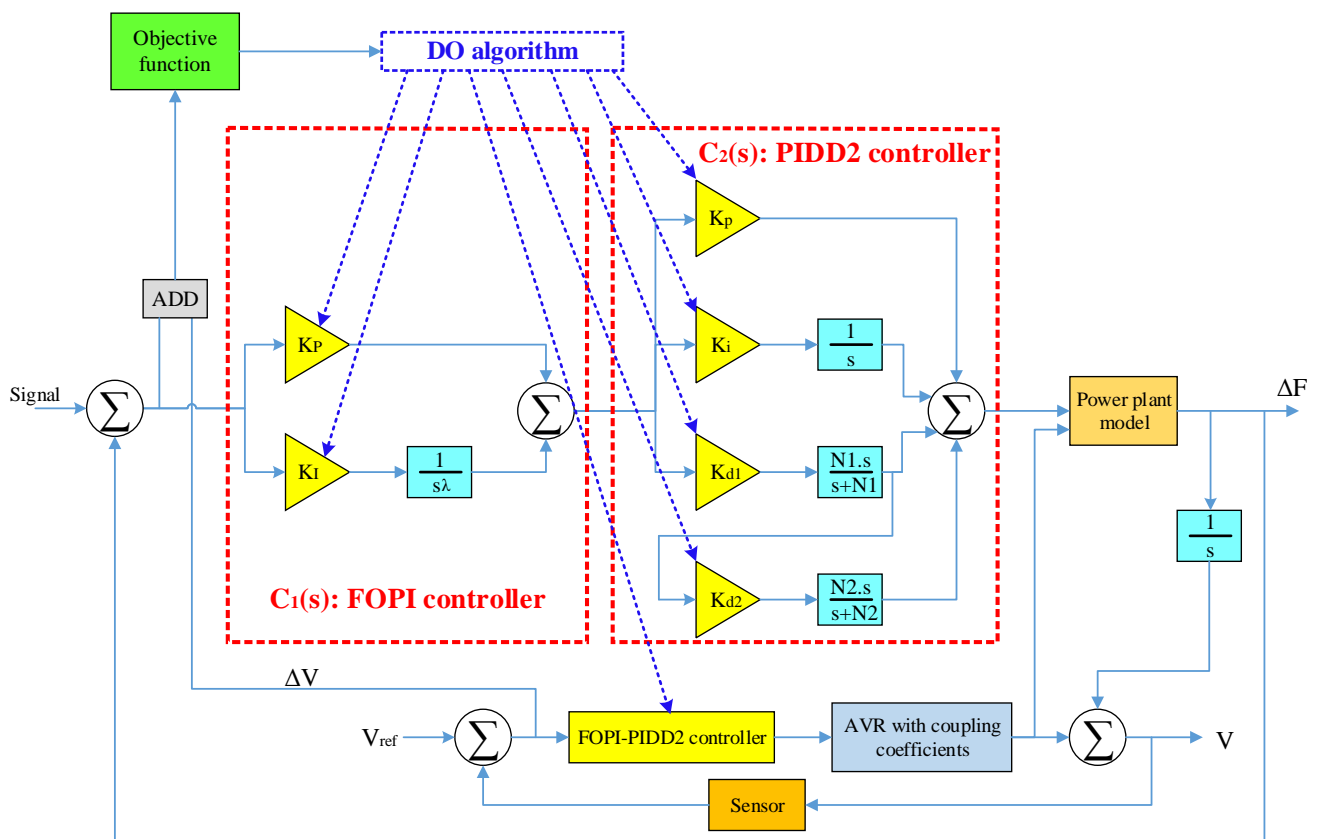 Objective
function
DO algorithm
C₂(s): PIDD2 controller
Kp
ADD
KP
Ki
1
s
Signal
∑
∑
∑
Power plant
model
ΔF
KI
1
sλ
Kd1
N1.s
s+N1
1
s
C₁(s): FOPI controller
Kd2
N2.s
s+N2
ΔV
Vref
∑
FOPI-PIDD2 controller
AVR with coupling
coefficients
∑
V
Sensor